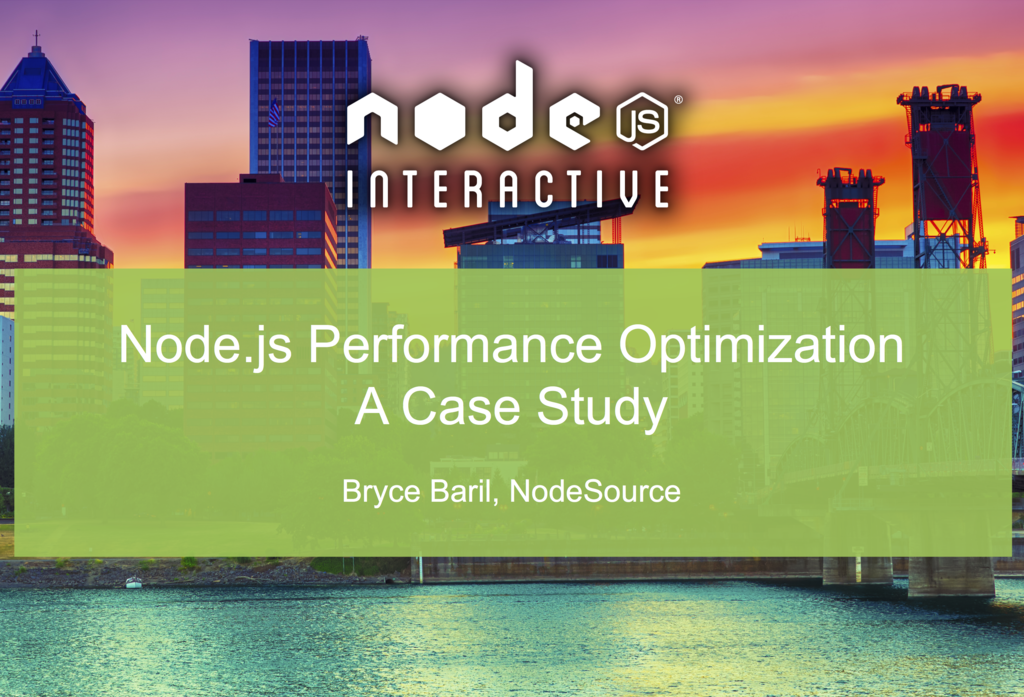 node JS ®
INTERACTIVE
Node.js Performance Optimization
A Case Study
Bryce Baril, NodeSource